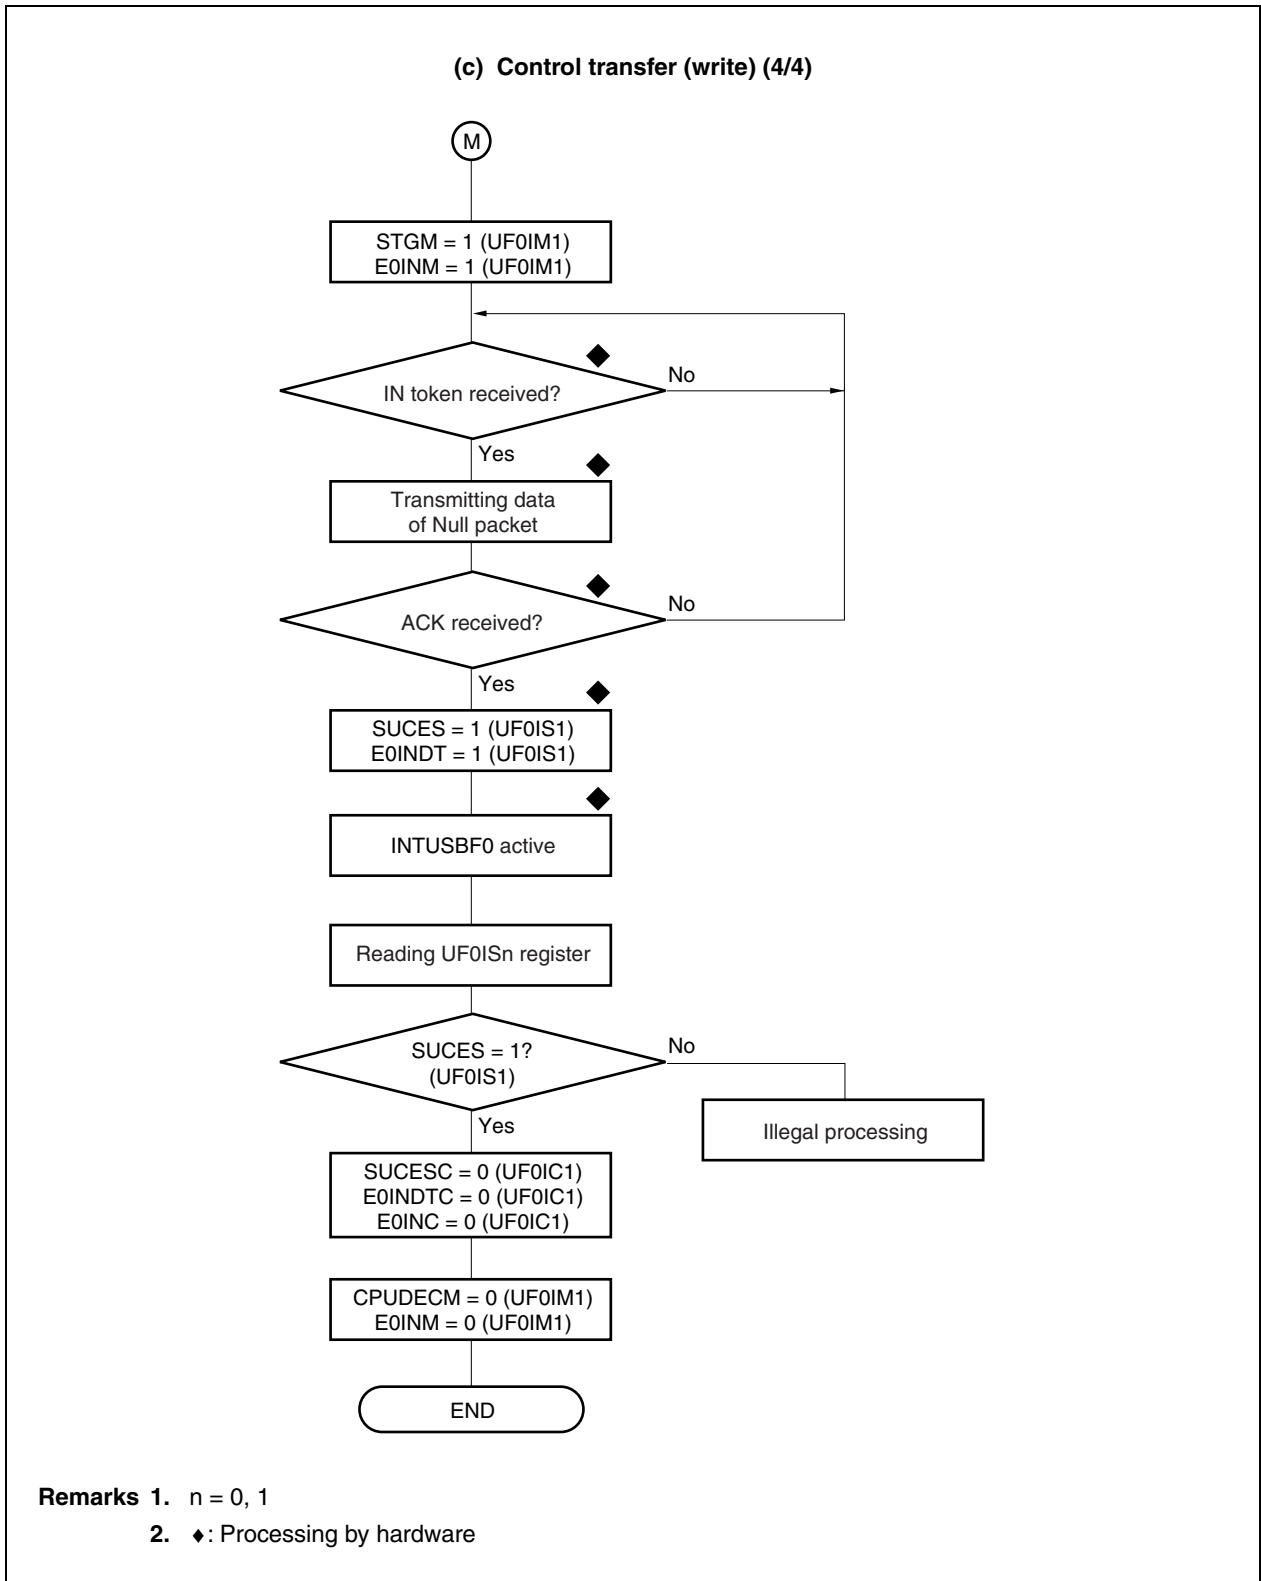 (c) Control transfer (write) (4/4)
M
STGM = 1 (UF0IM1)
E0INM = 1 (UF0IM1)
IN token received?
No
Yes
Transmitting data
of Null packet
ACK received?
No
Yes
SUCES = 1 (UF0IS1)
E0INDT = 1 (UF0IS1)
INTUSBF0 active
Reading UF0ISn register
SUCES = 1?
(UF0IS1)
No
Illegal processing
Yes
SUCESC = 0 (UF0IC1)
E0INDTC = 0 (UF0IC1)
E0INC = 0 (UF0IC1)
CPUDECM = 0 (UF0IM1)
E0INM = 0 (UF0IM1)
END
Remarks 1. n = 0, 1
2. ♦: Processing by hardware